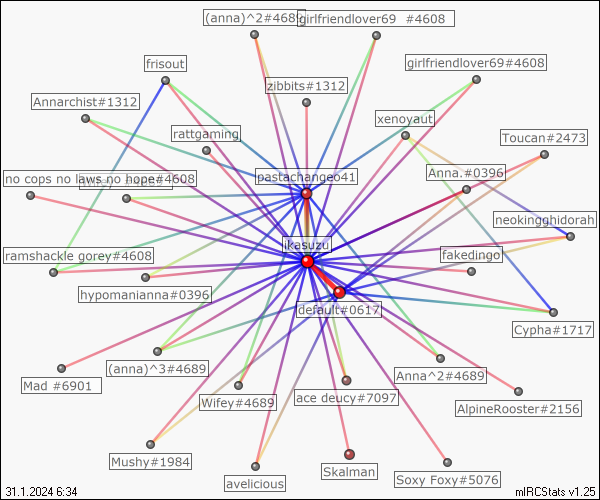 (anna)^2#4689
girlfriendlover69 #4608
frisout
girlfriendlover69#4608
zibbits#1312
Annarchist#1312
xenoyaut
rattgaming
Toucan#2473
pastachangeo41
Anna.#0396
no cops no laws no hope#4608
neokingghidorah
ikasuzu
ramshackle gorey#4608
fakedingo
hypomanianna#0396
default#0617
Cypha#1717
(anna)^3#4689
Anna^2#4689
Mad #6901
Wifey#4689
ace deucy#7097
AlpineRooster#2156
Mushy#1984
Skalman
Soxy Foxy#5076
avelicious
31.1.2024 6:34
mIRCStats v1.25